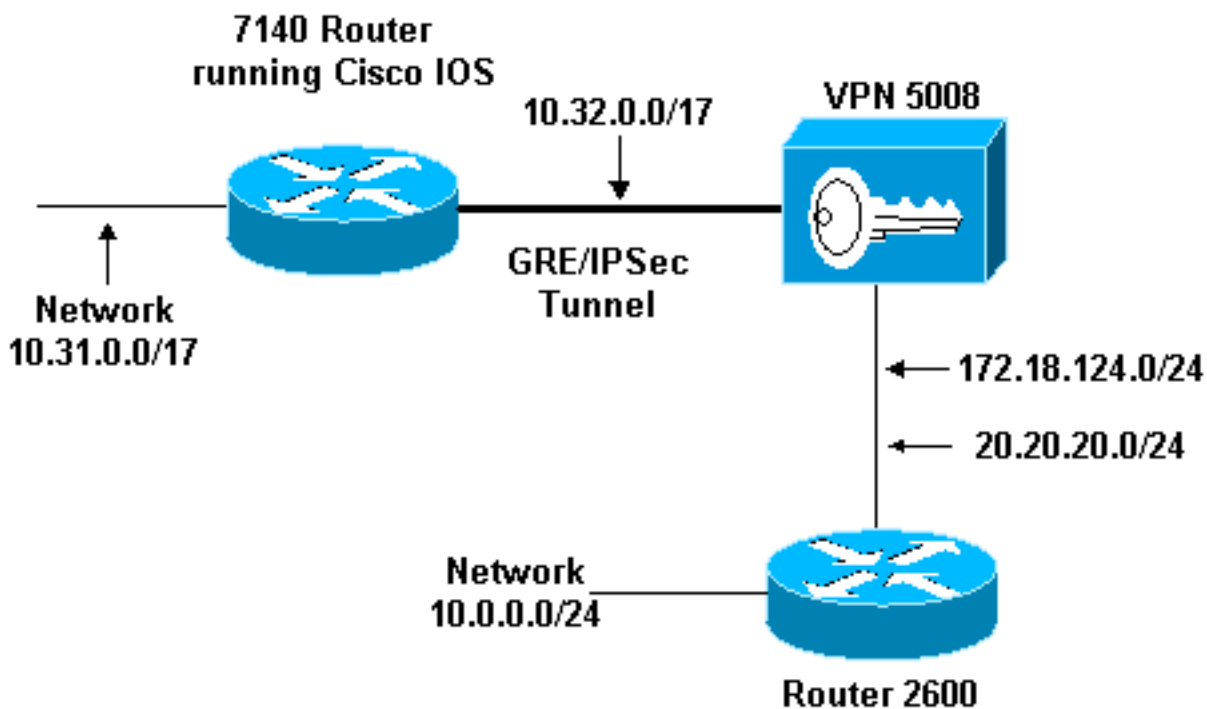 7140 Router
running Cisco IOS
10.32.0.0/17
VPN 5008
GRE/IPSec
Tunnel
Network
10.31.0.0/17
172.18.124.0/24
20.20.20.0/24
Network
10.0.0.0/24
Router 2600